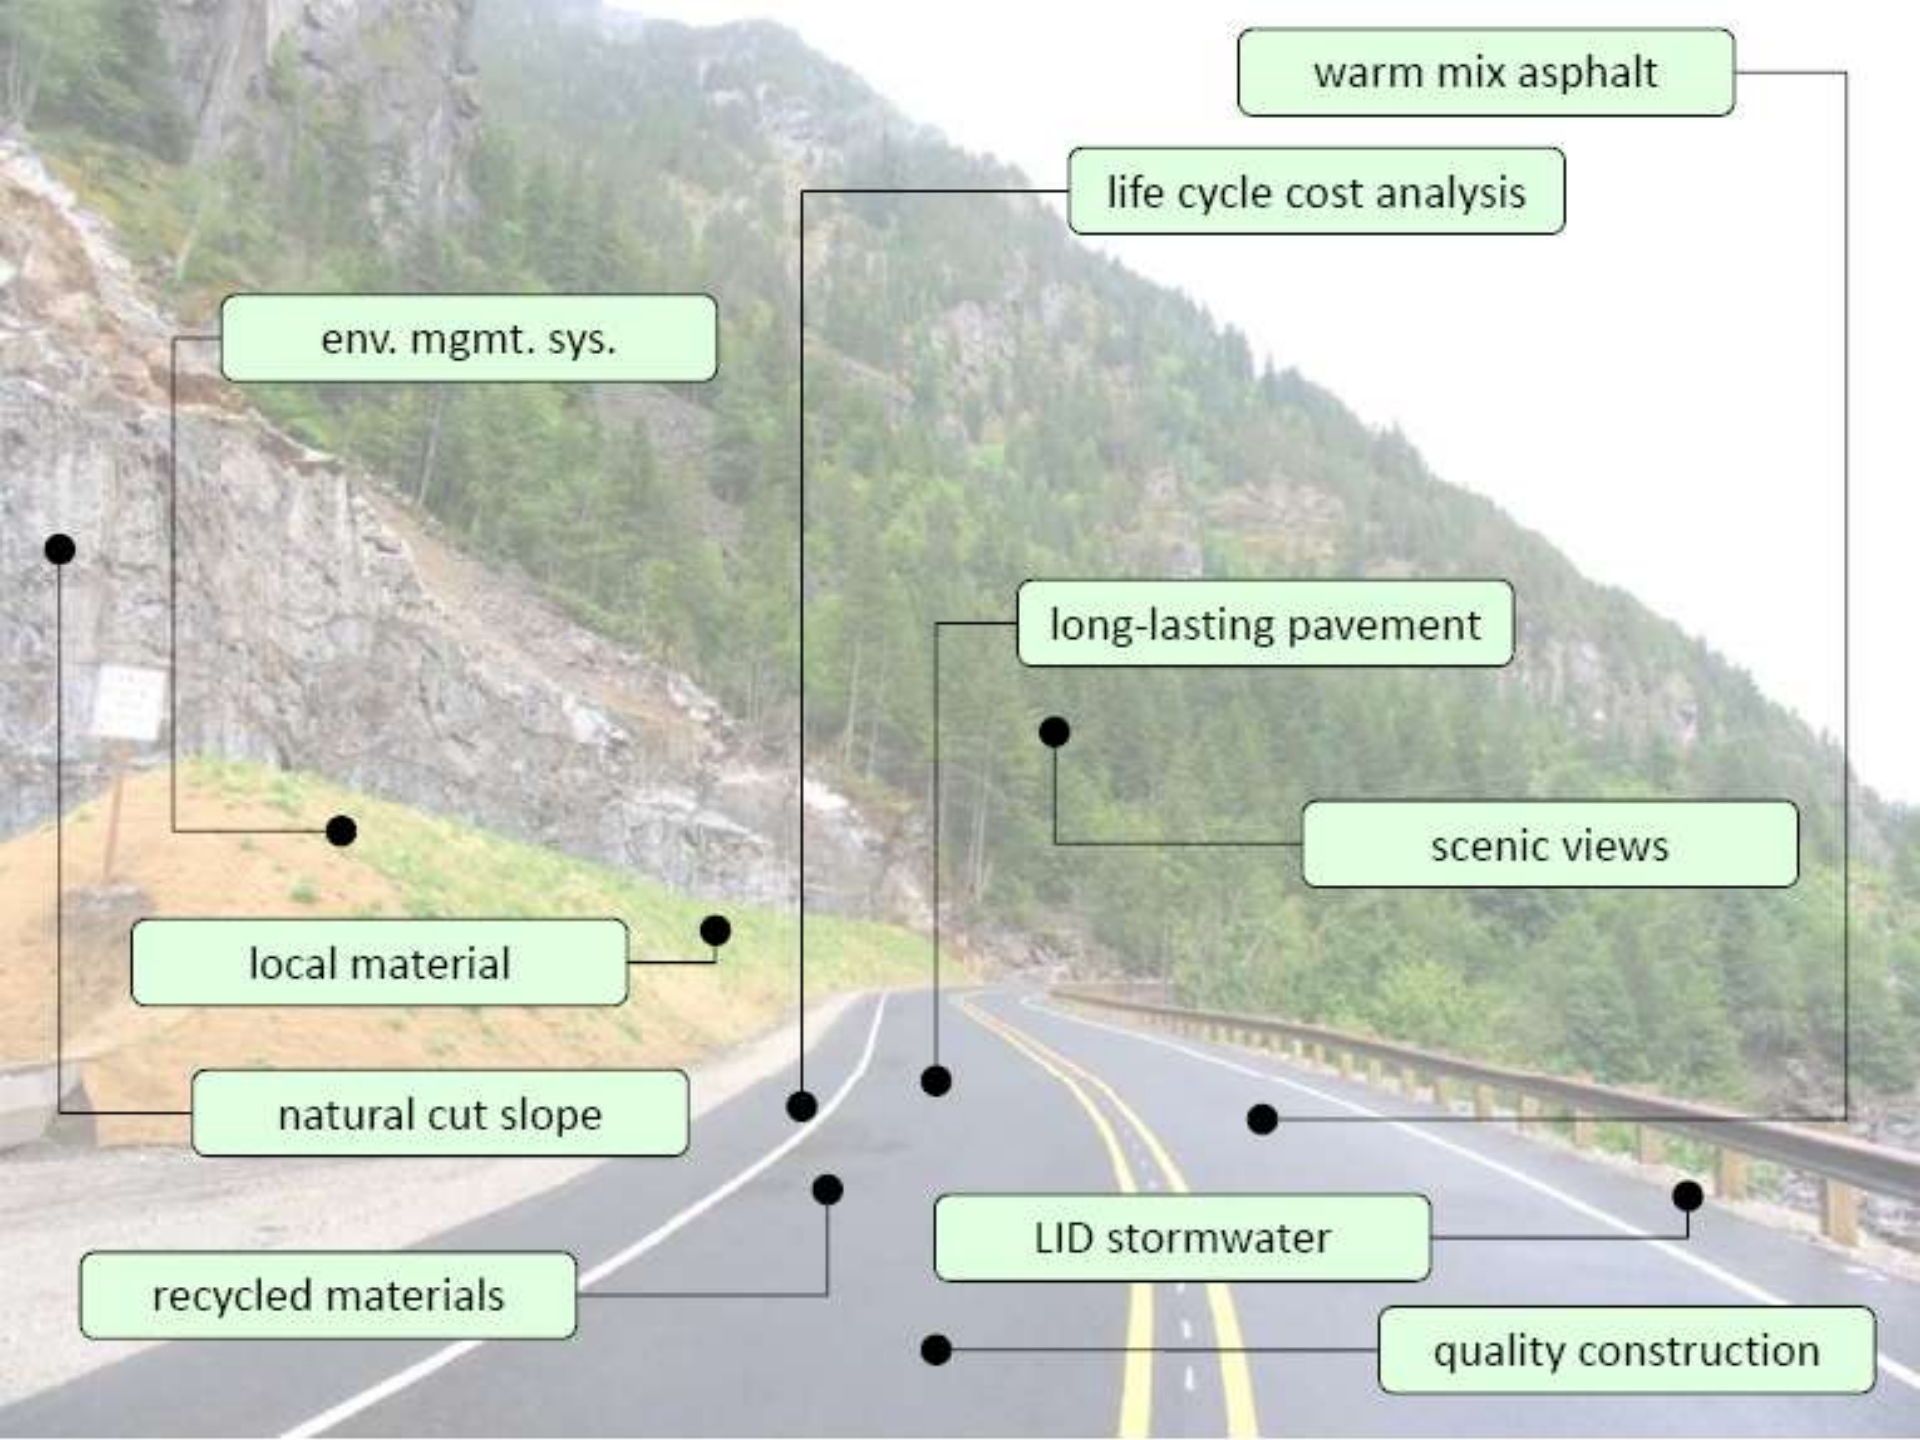 warm mix asphalt
life cycle cost analysis
env. mgmt. sys.
long-lasting pavement
scenic views
local material
natural cut slope
LID stormwater
recycled materials
quality construction